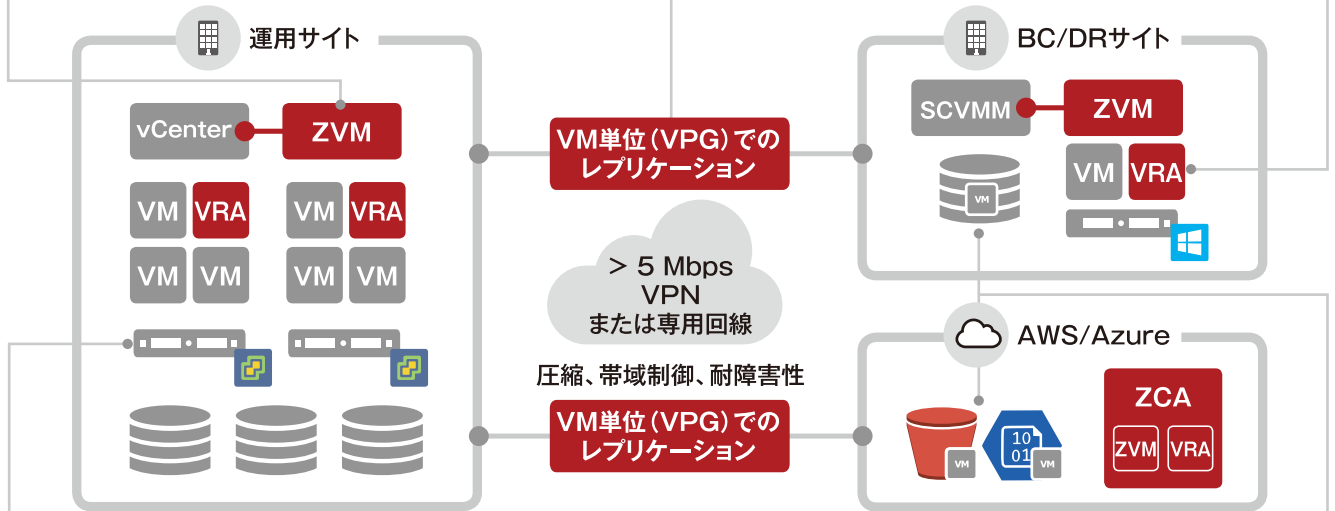 運用サイト
vCenter
ZVM
VM
VRA
VM
VRA
VM
VM
VM
VM
VM単位(VPG)での
レプリケーション
> 5 Mbps
VPN
または専用回線
圧縮、帯域制御、耐障害性
VM単位(VPG)での
レプリケーション
BC/DRサイト
SCVMM
ZVM
VM
VM
VRA
AWS/Azure
VM
10
01
VM
ZCA
ZVM
VRA